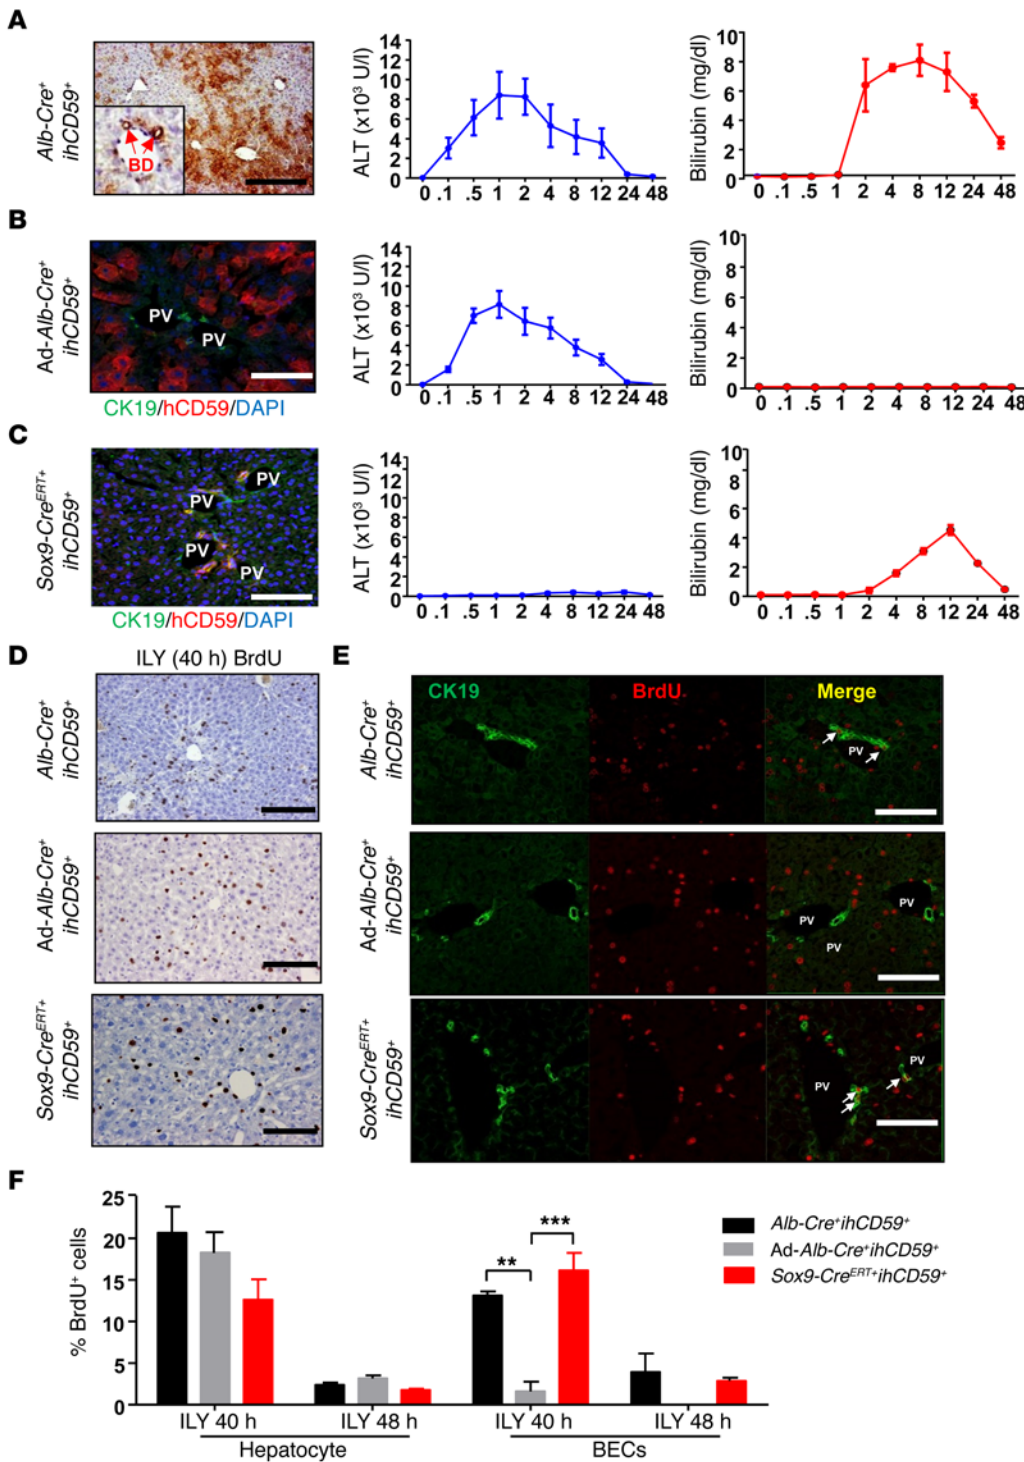 A
Alb-Cre⁺
ihCD59⁺
BD
ALT (x10³ U/l)
14
12
10
8
6
4
2
0
0 .1 .5 1 2 4 8 12 24 48
Bilirubin (mg/dl)
10
8
6
4
2
0
0 .1 .5 1 2 4 8 12 24 48
B
Ad-Alb-Cre⁺
ihCD59⁺
PV
PV
CK19/hCD59/DAPI
ALT (x10³ U/l)
14
12
10
8
6
4
2
0
0 .1 .5 1 2 4 8 12 24 48
Bilirubin (mg/dl)
10
8
6
4
2
0
0 .1 .5 1 2 4 8 12 24 48
C
Sox9-Creᴱᴿᵀ⁺
ihCD59⁺
PV
PV
PV
PV
CK19/hCD59/DAPI
ALT (x10³ U/l)
14
12
10
8
6
4
2
0
0 .1 .5 1 2 4 8 12 24 48
Bilirubin (mg/dl)
10
8
6
4
2
0
0 .1 .5 1 2 4 8 12 24 48
D
ILY (40 h) BrdU
Alb-Cre⁺
ihCD59⁺
Ad-Alb-Cre⁺
ihCD59⁺
Sox9-Creᴱᴿᵀ⁺
ihCD59⁺
E
CK19 BrdU Merge
Alb-Cre⁺
ihCD59⁺
PV
Ad-Alb-Cre⁺
ihCD59⁺
PV
PV
PV
Sox9-Creᴱᴿᵀ⁺
ihCD59⁺
PV
PV
F
% BrdU⁺ cells
25
20
15
10
5
0
** ***
ILY 40 h ILY 48 h ILY 40 h ILY 48 h
Hepatocyte BECs
Alb-Cre⁺ihCD59⁺
Ad-Alb-Cre⁺ihCD59⁺
Sox9-Creᴱᴿᵀ⁺ihCD59⁺